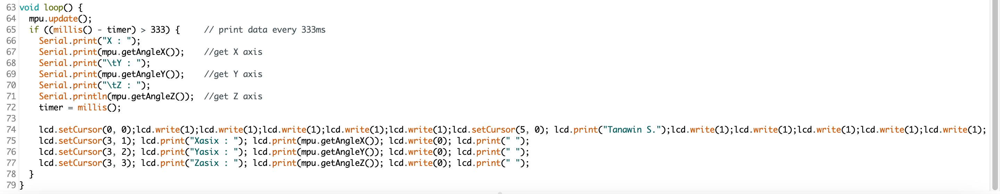 63 void loop() {
64   mpu.update();
65   if ((millis() - timer) > 333) {     // print data every 333ms
66     Serial.print("X : ");
67     Serial.print(mpu.getAngleX());    //get X axis
68     Serial.print("\tY : ");
69     Serial.print(mpu.getAngleY());    //get Y axis
70     Serial.print("\tZ : ");
71     Serial.println(mpu.getAngleZ());  //get Z axis
72     timer = millis();
73
74     lcd.setCursor(0, 0);lcd.write(1);lcd.write(1);lcd.write(1);lcd.write(1);lcd.write(1);lcd.setCursor(5, 0); lcd.print("Tanawin S.");lcd.write(1);lcd.write(1);lcd.write(1);lcd.write(1);lcd.write(1);
75     lcd.setCursor(3, 1); lcd.print("Xasix : "); lcd.print(mpu.getAngleX()); lcd.write(0); lcd.print(" ");
76     lcd.setCursor(3, 2); lcd.print("Yasix : "); lcd.print(mpu.getAngleY()); lcd.write(0); lcd.print(" ");
77     lcd.setCursor(3, 3); lcd.print("Zasix : "); lcd.print(mpu.getAngleZ()); lcd.write(0); lcd.print(" ");
78   }
79 }